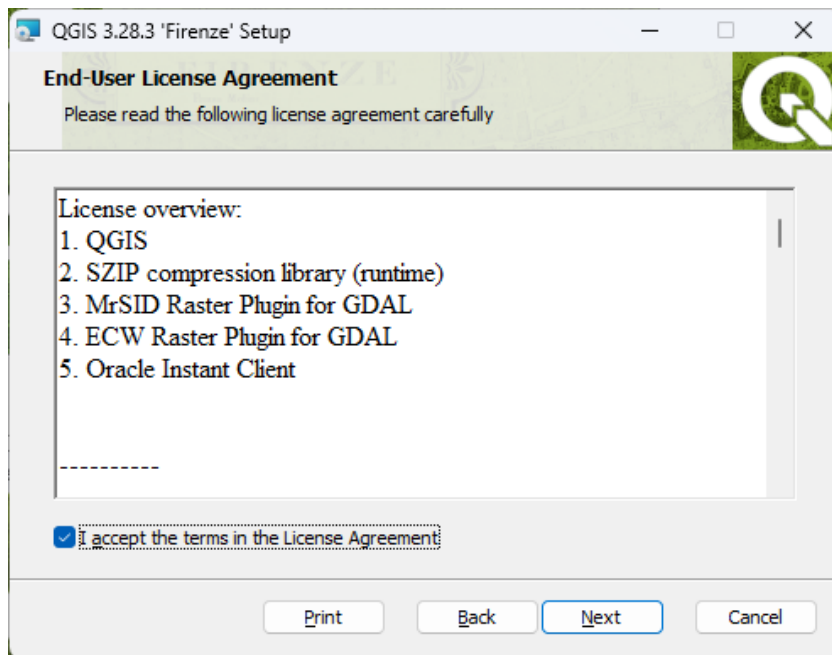 QGIS 3.28.3 'Firenze' Setup
FIRENZE
End-User License Agreement
Please read the following license agreement carefully
License overview:
1. QGIS
2. SZIP compression library (runtime)
3. MrSID Raster Plugin for GDAL
4. ECW Raster Plugin for GDAL
5. Oracle Instant Client
----------
I accept the terms in the License Agreement
Print Back Next Cancel